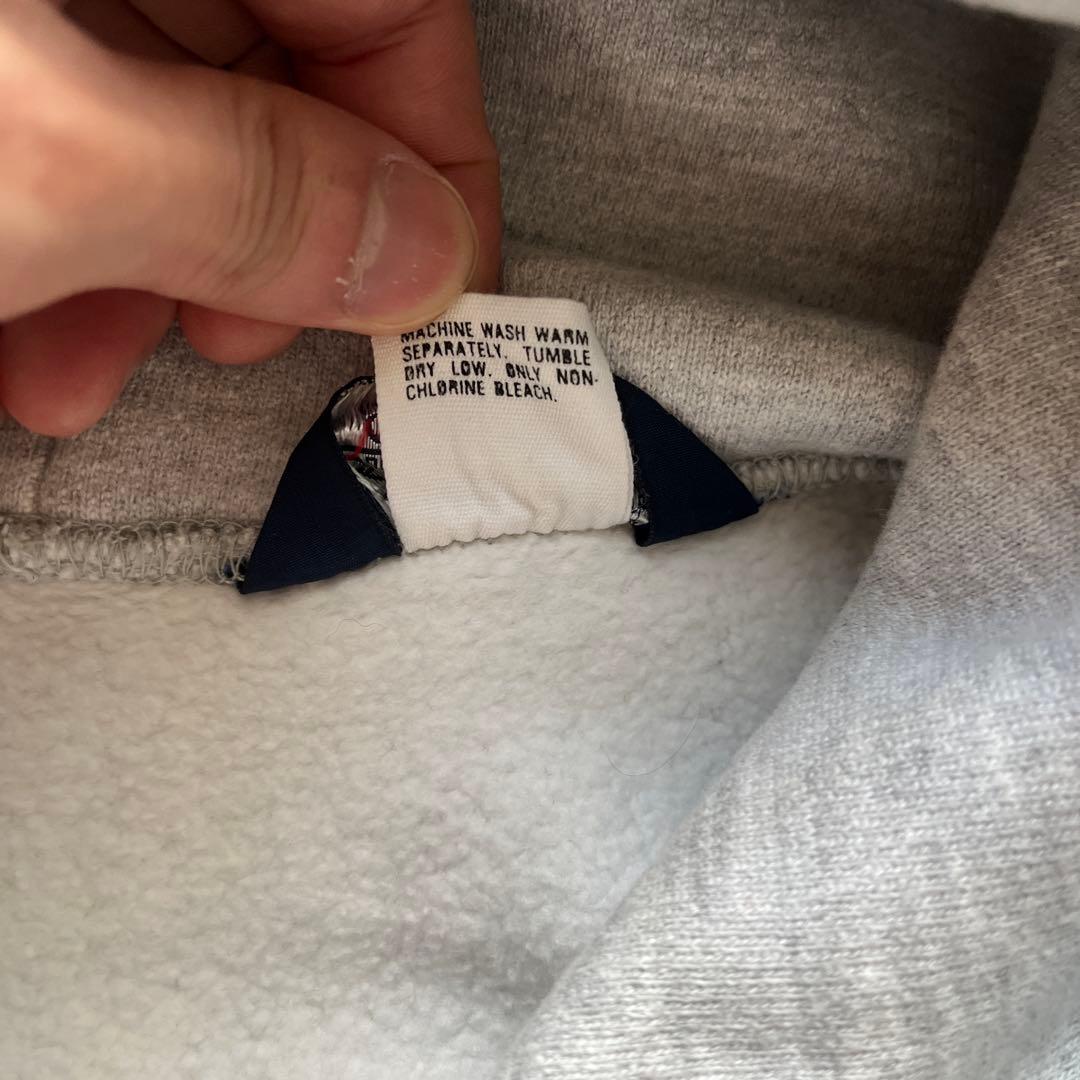 MACHINE WASH WARM
SEPARATELY. TUMBLE
DRY LOW. ONLY NON-
CHLORINE BLEACH.